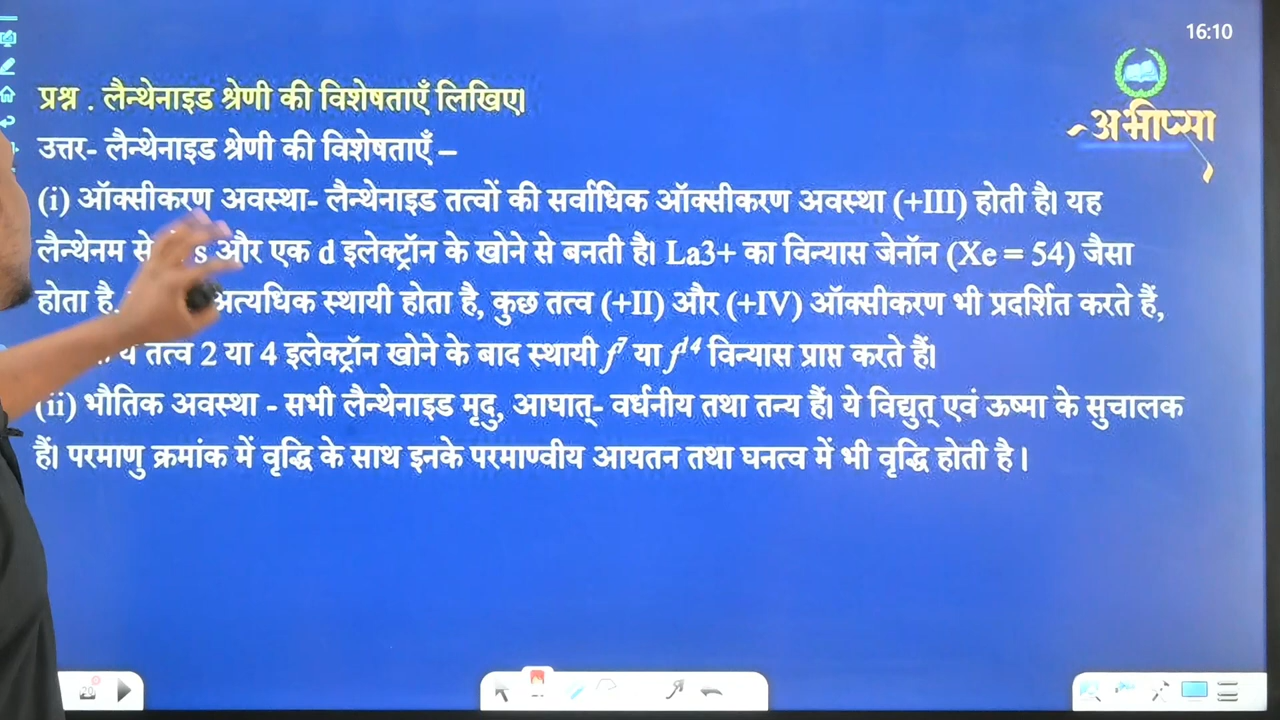 16:10
अभीप्सा
प्रश्न . लैन्थेनाइड श्रेणी की विशेषताएँ लिखिए।
उत्तर- लैन्थेनाइड श्रेणी की विशेषताएँ –
(i) ऑक्सीकरण अवस्था- लैन्थेनाइड तत्वों की सर्वाधिक ऑक्सीकरण अवस्था (+III) होती है। यह
लैन्थेनम से s और एक d इलेक्ट्रॉन के खोने से बनती है। La3+ का विन्यास जेनॉन (Xe = 54) जैसा
होता है. अत्यधिक स्थायी होता है, कुछ तत्व (+II) और (+IV) ऑक्सीकरण भी प्रदर्शित करते हैं,
ये तत्व 2 या 4 इलेक्ट्रॉन खोने के बाद स्थायी f⁷ या f¹⁴ विन्यास प्राप्त करते हैं।
(ii) भौतिक अवस्था - सभी लैन्थेनाइड मृदु, आघात्- वर्धनीय तथा तन्य हैं। ये विद्युत् एवं ऊष्मा के सुचालक
हैं। परमाणु क्रमांक में वृद्धि के साथ इनके परमाण्वीय आयतन तथा घनत्व में भी वृद्धि होती है ।